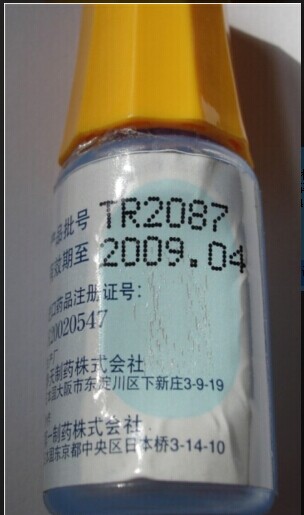 产品批号 TR2087
有效期至 2009.04
口药品注册证号:
20020547
天制药株式会社
国大阪市东淀川区下新庄3-9-19
一制药株式会社
国东京都中央区日本桥3-14-10